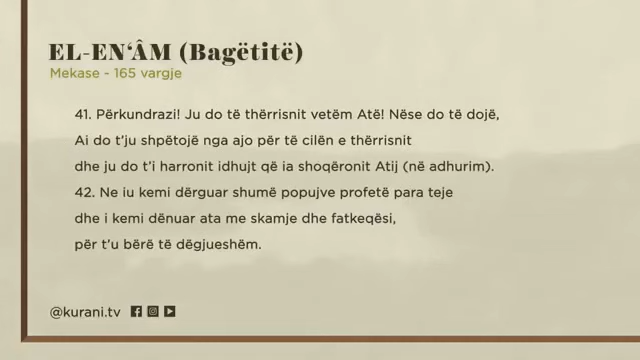 EL-EN‘ÂM (Bagëtitë)
Mekase - 165 vargje
41. Përkundrazi! Ju do të thërrisnit vetëm Atë! Nëse do të dojë,
Ai do t’ju shpëtojë nga ajo për të cilën e thërrisnit
dhe ju do t’i harronit idhujt që ia shoqëronit Atij (në adhurim).
42. Ne iu kemi dërguar shumë popujve profetë para teje
dhe i kemi dënuar ata me skamje dhe fatkeqësi,
për t’u bërë të dëgjueshëm.
@kurani.tv